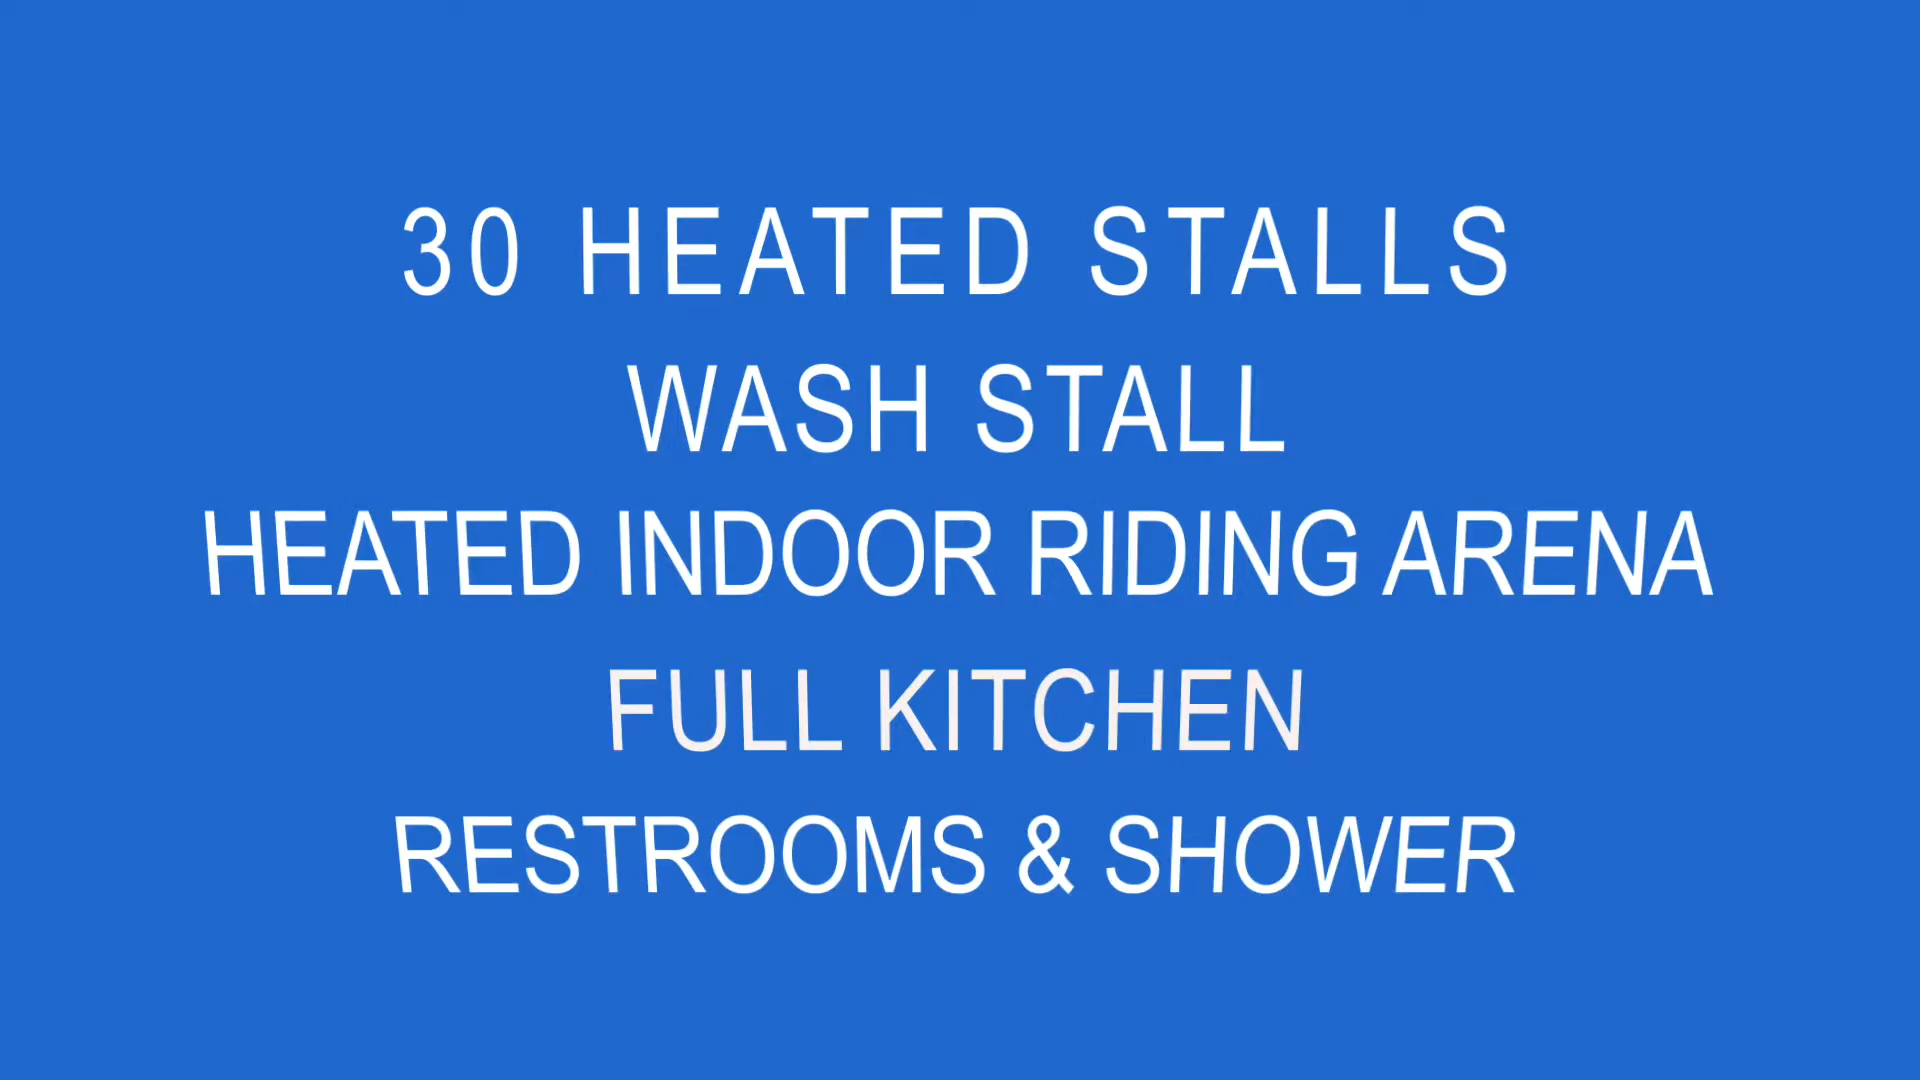 30 HEATED STALLS
WASH STALL
HEATED INDOOR RIDING ARENA
FULL KITCHEN
RESTROOMS & SHOWER